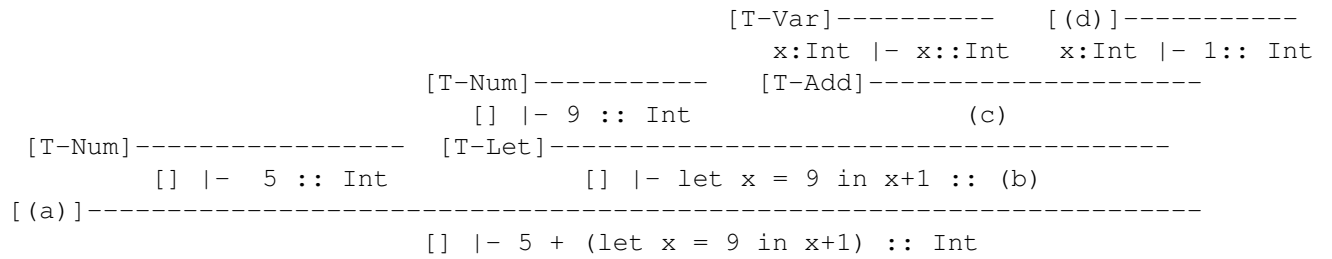 [T-Var]---------- [(d)]-----------
x:Int |- x::Int x:Int |- 1:: Int
[T-Num]----------- [T-Add]---------------------
[] |- 9 :: Int (c)
[T-Num]----------------- [T-Let]---------------------------------------
[] |- 5 :: Int [] |- let x = 9 in x+1 :: (b)
[(a)]----------------------------------------------------------------------
[] |- 5 + (let x = 9 in x+1) :: Int